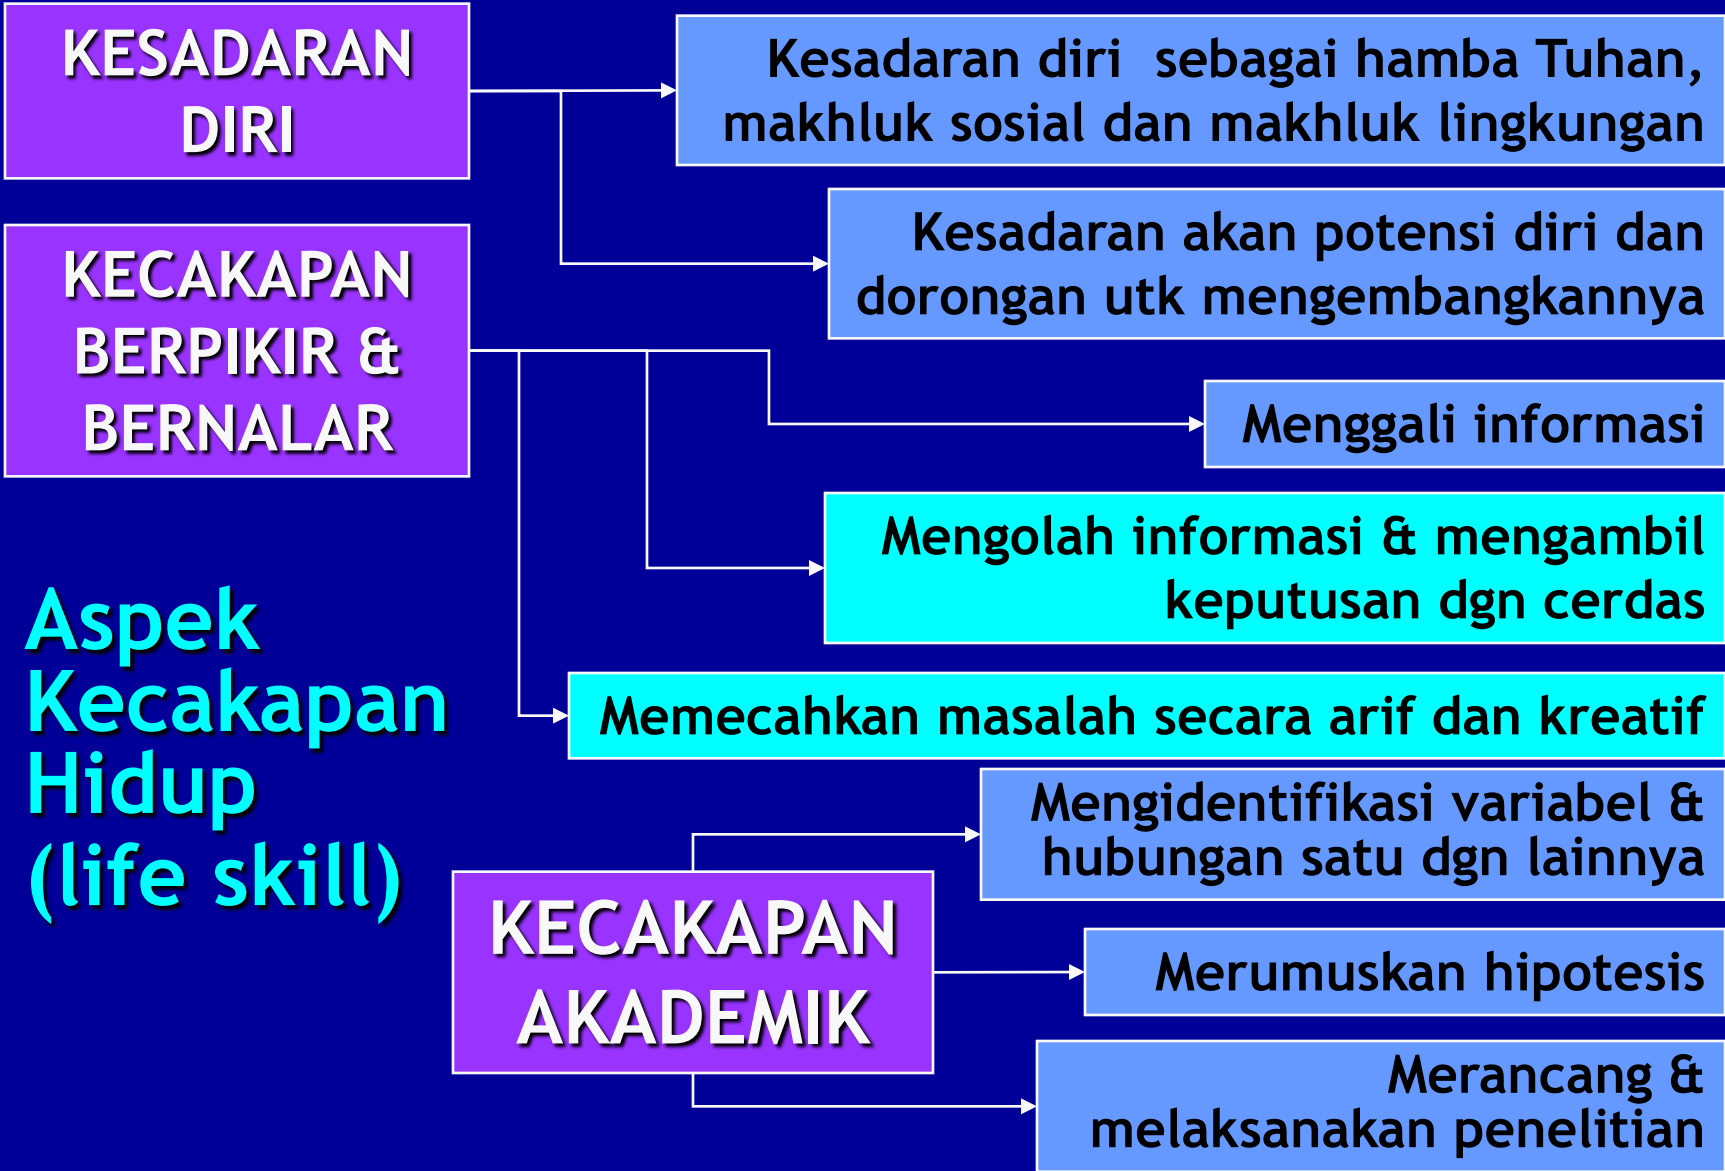 KESADARAN
DIRI
Kesadaran diri sebagai hamba Tuhan,
makhluk sosial dan makhluk lingkungan
Kesadaran akan potensi diri dan
dorongan utk mengembangkannya
KECAKAPAN
BERPIKIR &
BERNALAR
Menggali informasi
Mengolah informasi & mengambil
keputusan dgn cerdas
Memecahkan masalah secara arif dan kreatif
Aspek
Kecakapan
Hidup
(life skill)
KECAKAPAN
AKADEMIK
Mengidentifikasi variabel &
hubungan satu dgn lainnya
Merumuskan hipotesis
Merancang &
melaksanakan penelitian